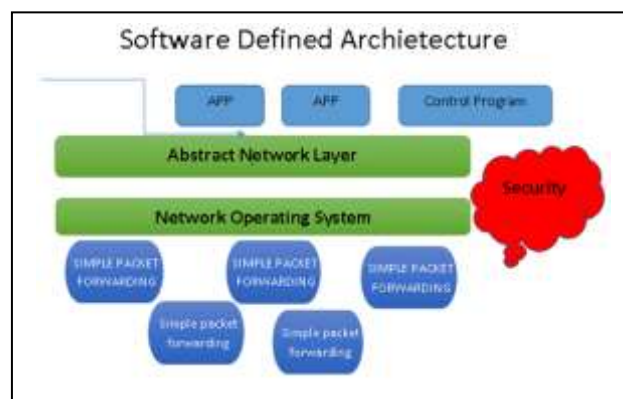 Software Defined Archietecture
APP
APP
Control Program
Abstract Network Layer
Security
Network Operating System
SIMPLE PACKET
FORWARDING
SIMPLE PACKET
FORWARDING
SIMPLE PACKET
FORWARDING
Simple packet
forwarding
Simple packet
forwarding